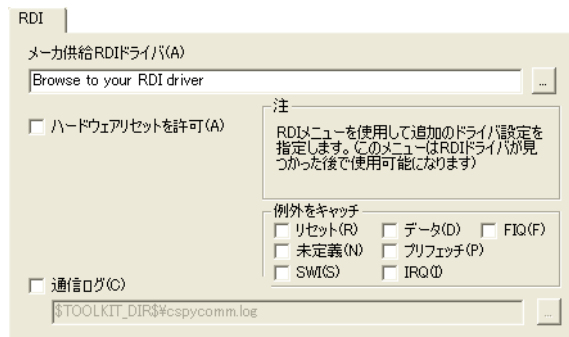 RDI
メーカ供給RDIドライバ(A)
Browse to your RDI driver
...
ハードウェアリセットを許可(A)
注
RDIメニューを使用して追加のドライバ設定を
指定します。(このメニューはRDIドライバが見
つかった後で使用可能になります)
例外をキャッチ
リセット(R) データ(D) FIQ(F)
未定義(N) プリフェッチ(P)
SWI(S) IRQ(I)
通信ログ(C)
$TOOLKIT_DIR$¥cspycomm.log
...